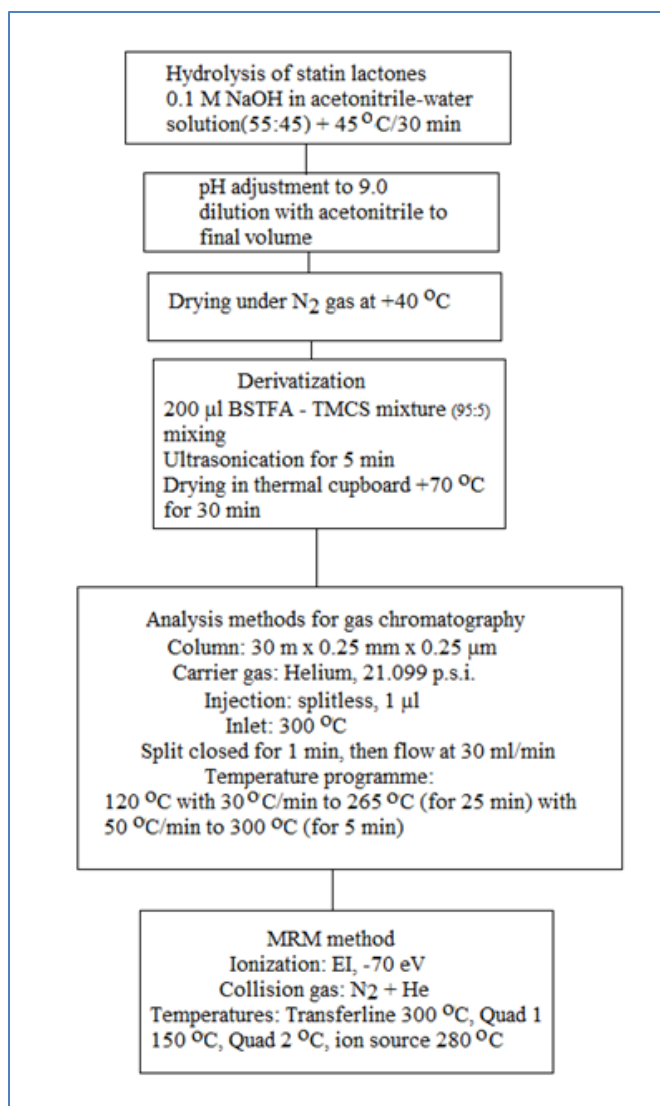 Hydrolysis of statin lactones
0.1 M NaOH in acetonitrile-water
solution(55:45) + 45 °C/30 min
pH adjustment to 9.0
dilution with acetonitrile to
final volume
Drying under N2 gas at +40 °C
Derivatization
200 µl BSTFA - TMCS mixture (95:5)
mixing
Ultrasonication for 5 min
Drying in thermal cupboard +70 °C
for 30 min
Analysis methods for gas chromatography
Column: 30 m x 0.25 mm x 0.25 µm
Carrier gas: Helium, 21.099 p.s.i.
Injection: splitless, 1 µl
Inlet: 300 °C
Split closed for 1 min, then flow at 30 ml/min
Temperature programme:
120 °C with 30 °C/min to 265 °C (for 25 min) with
50 °C/min to 300 °C (for 5 min)
MRM method
Ionization: EI, -70 eV
Collision gas: N2 + He
Temperatures: Transferline 300 °C, Quad 1
150 °C, Quad 2 °C, ion source 280 °C